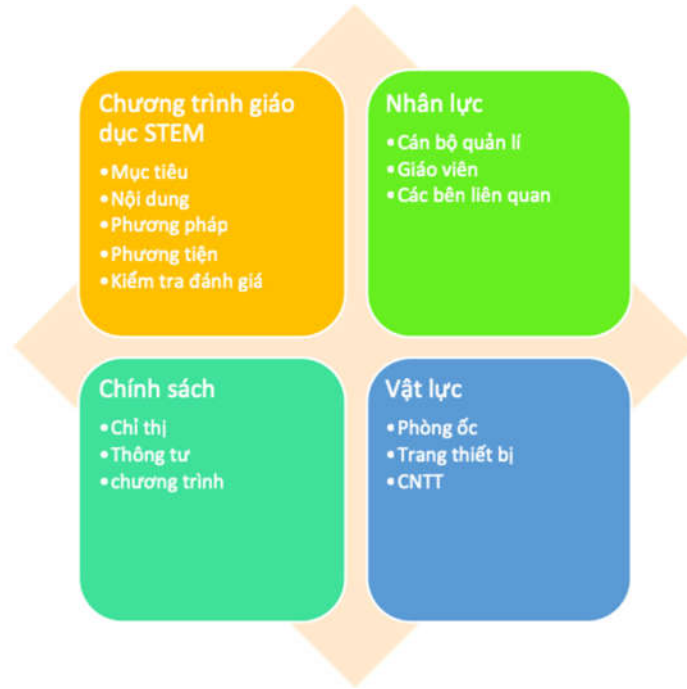 Chương trình giáo
dục STEM
•Mục tiêu
•Nội dung
•Phương pháp
•Phương tiện
•Kiểm tra đánh giá
Nhân lực
•Cán bộ quản lí
•Giáo viên
•Các bên liên quan
Chính sách
•Chỉ thị
•Thông tư
•chương trình
Vật lực
•Phòng ốc
•Trang thiết bị
•CNTT